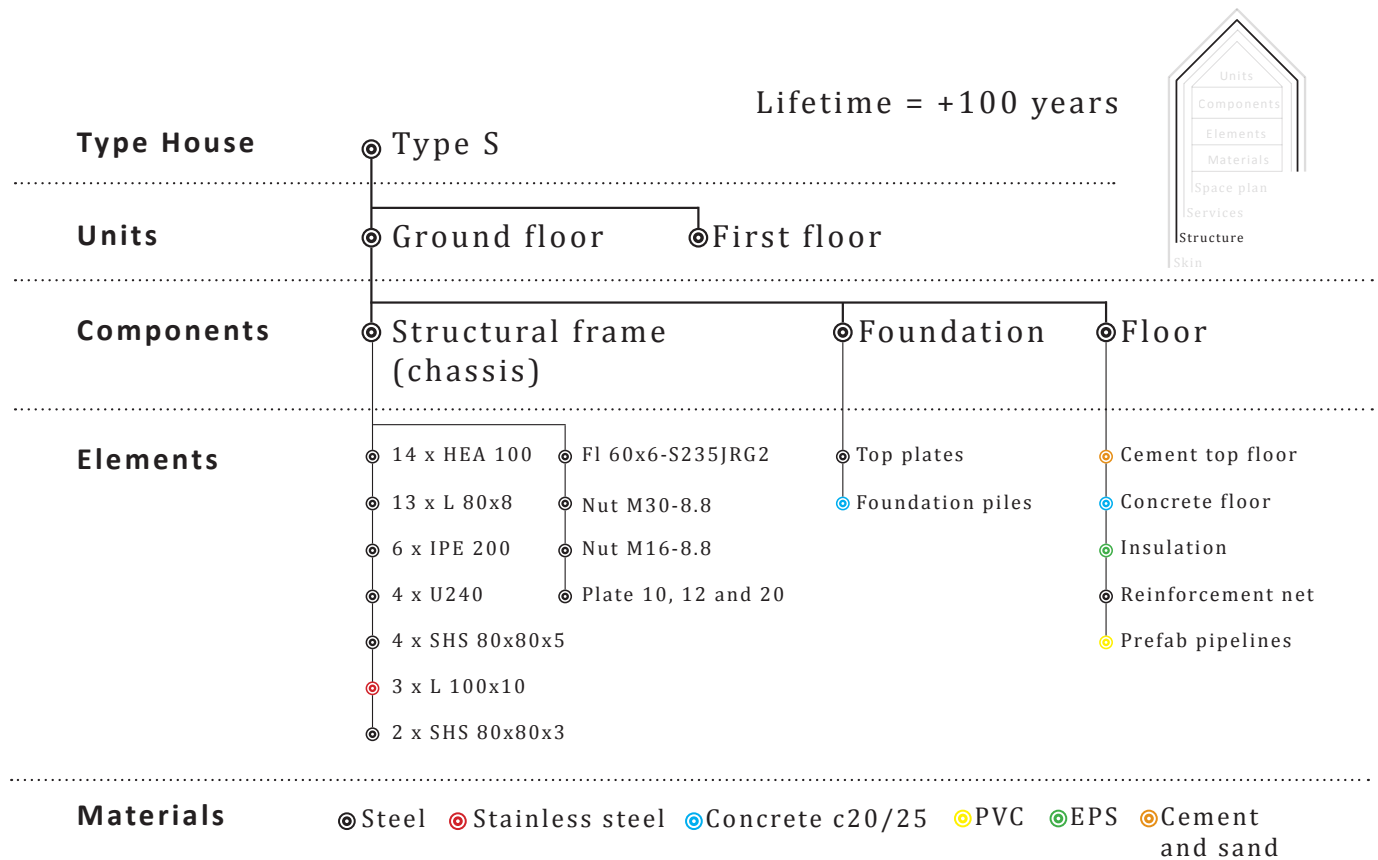 Lifetime = +100 years
Units
Components
Elements
Materials
Space plan
Services
Structure
Skin
Type House
Type S
Units
Ground floor
First floor
Components
Structural frame
(chassis)
Foundation
Floor
Elements
14 x HEA 100
13 x L 80x8
6 x IPE 200
4 x U240
4 x SHS 80x80x5
3 x L 100x10
2 x SHS 80x80x3
Fl 60x6-S235JRG2
Nut M30-8.8
Nut M16-8.8
Plate 10, 12 and 20
Top plates
Foundation piles
Cement top floor
Concrete floor
Insulation
Reinforcement net
Prefab pipelines
Materials
Steel
Stainless steel
Concrete c20/25
PVC
EPS
Cement
and sand